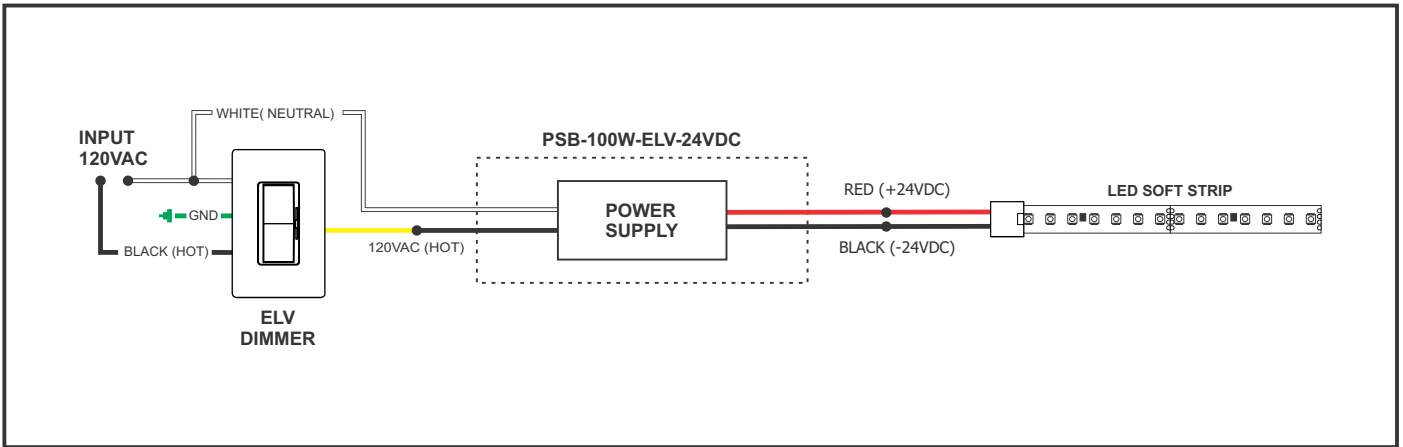 WHITE( NEUTRAL)
INPUT
120VAC
GND
BLACK (HOT)
ELV
DIMMER
120VAC (HOT)
PSB-100W-ELV-24VDC
POWER
SUPPLY
RED (+24VDC)
BLACK (-24VDC)
LED SOFT STRIP